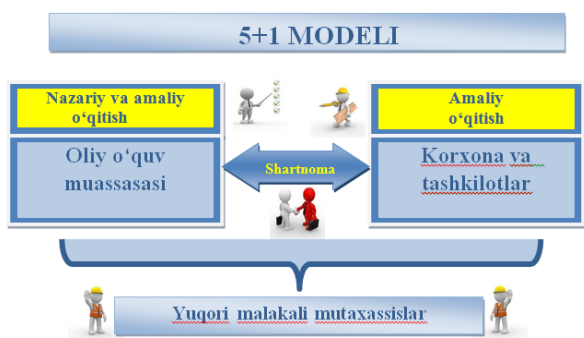 5+1 MODELI
Nazariy va amaliy
o‘qitish
Oliy o‘quv
muassasasi
Shartnoma
Amaliy
o‘qitish
Korxona va
tashkilotlar
Yuqori malakali mutaxassislar